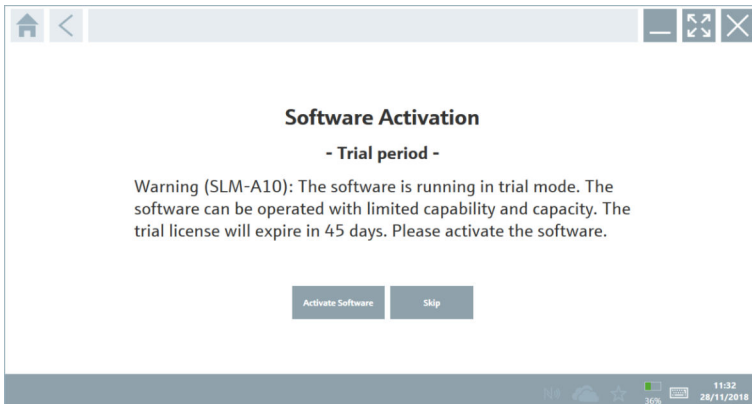 Software Activation
- Trial period -
Warning (SLM-A10): The software is running in trial mode. The
software can be operated with limited capability and capacity. The
trial license will expire in 45 days. Please activate the software.
Activate Software
Skip
36%
11:32
28/11/2018